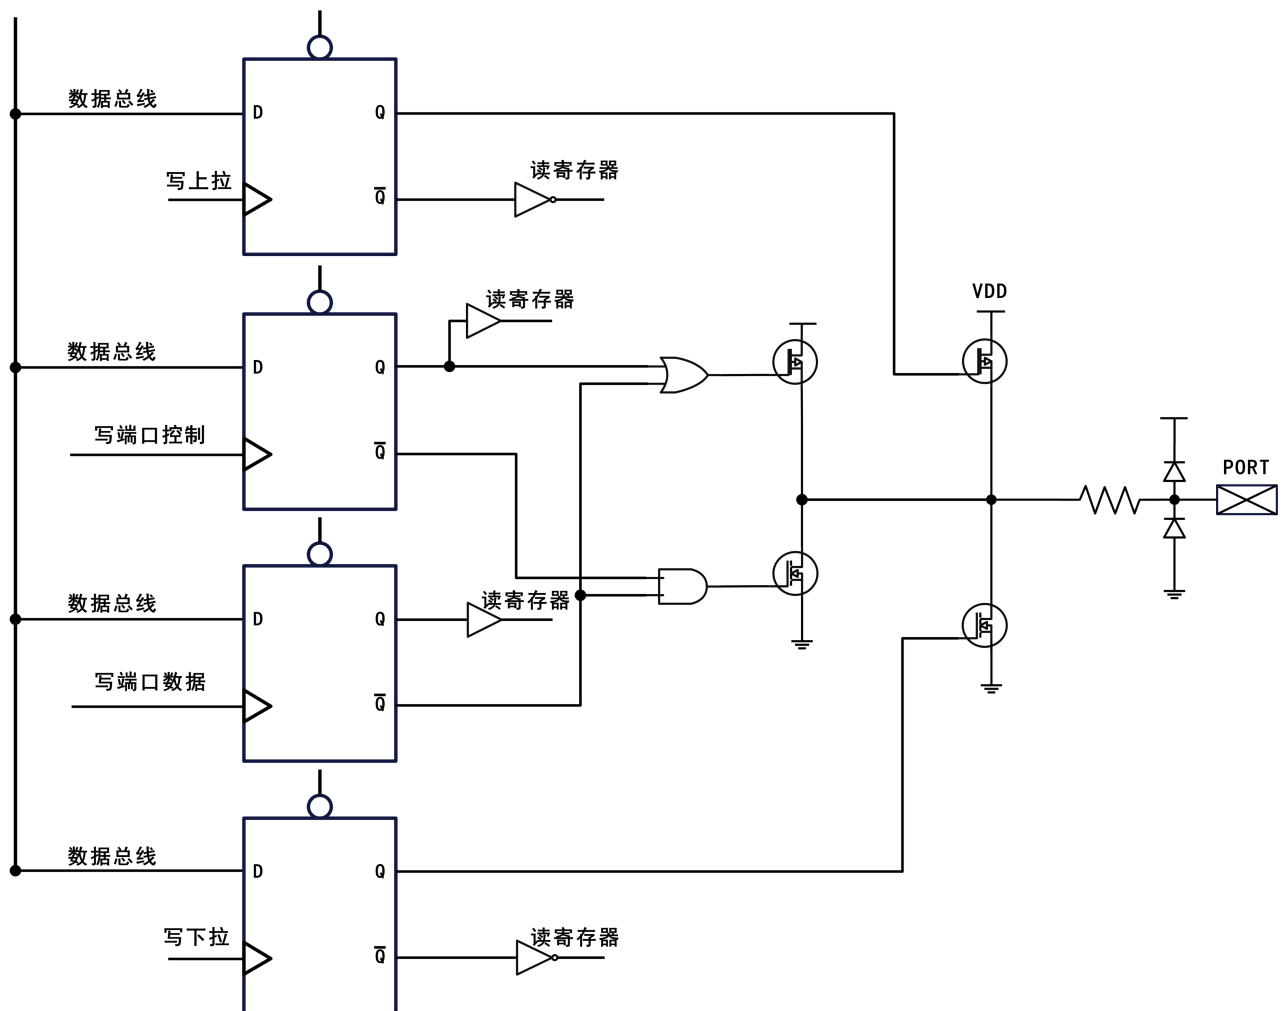 数据总线
D
Q
写上拉
Q
读寄存器
读寄存器
VDD
数据总线
D
Q
写端口控制
Q
PORT
数据总线
D
Q
读寄存器
写端口数据
Q
数据总线
D
Q
写下拉
Q
读寄存器